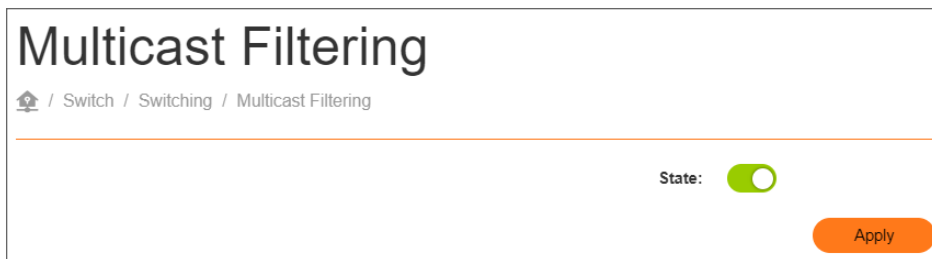 Multicast Filtering
/ Switch / Switching / Multicast Filtering
State:
Apply